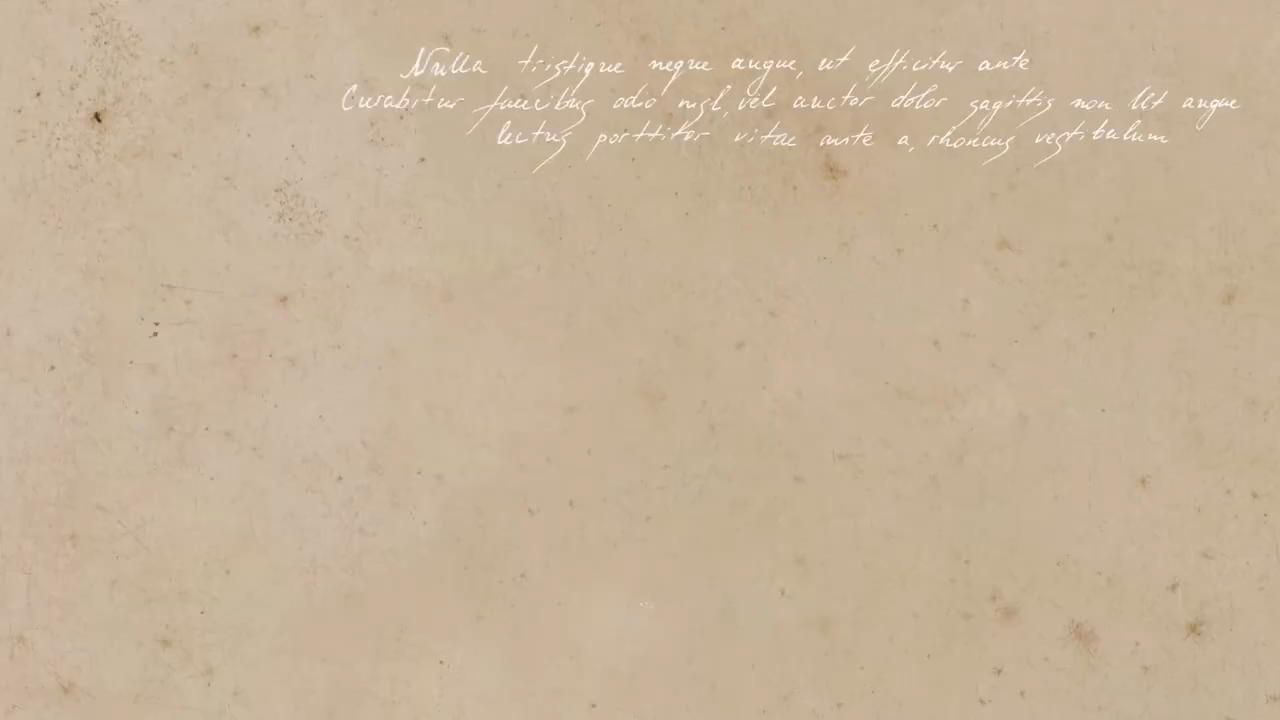 Nulla tristique neque augue, ut efficitur ante
Curabitur faucibus odio nisl, vel auctor dolor sagittis non Ut augue
lectus porttitor vitae ante a, rhoncus vestibulum